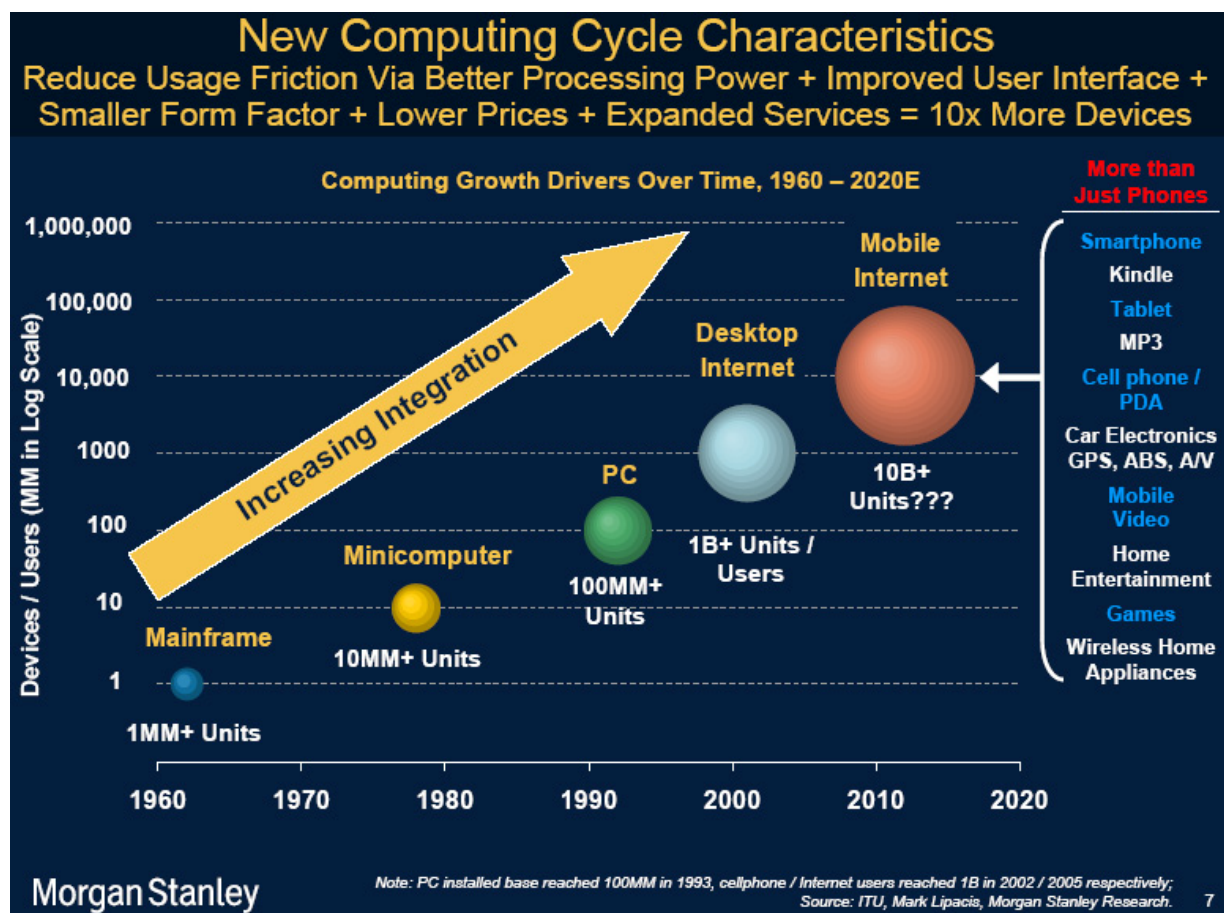 New Computing Cycle Characteristics
Reduce Usage Friction Via Better Processing Power + Improved User Interface +
Smaller Form Factor + Lower Prices + Expanded Services = 10x More Devices
Computing Growth Drivers Over Time, 1960 – 2020E
More than
Just Phones
Devices / Users (MM in Log Scale)
1,000,000
100,000
10,000
1000
100
10
1
Increasing Integration
Mainframe
1MM+ Units
Minicomputer
10MM+ Units
PC
100MM+
Units
Desktop
Internet
1B+ Units /
Users
Mobile
Internet
10B+
Units???
Smartphone
Kindle
Tablet
MP3
Cell phone /
PDA
Car Electronics
GPS, ABS, A/V
Mobile
Video
Home
Entertainment
Games
Wireless Home
Appliances
1960 1970 1980 1990 2000 2010 2020
Morgan Stanley
Note: PC installed base reached 100MM in 1993, cellphone / Internet users reached 1B in 2002 / 2005 respectively;
Source: ITU, Mark Lipacis, Morgan Stanley Research.
7